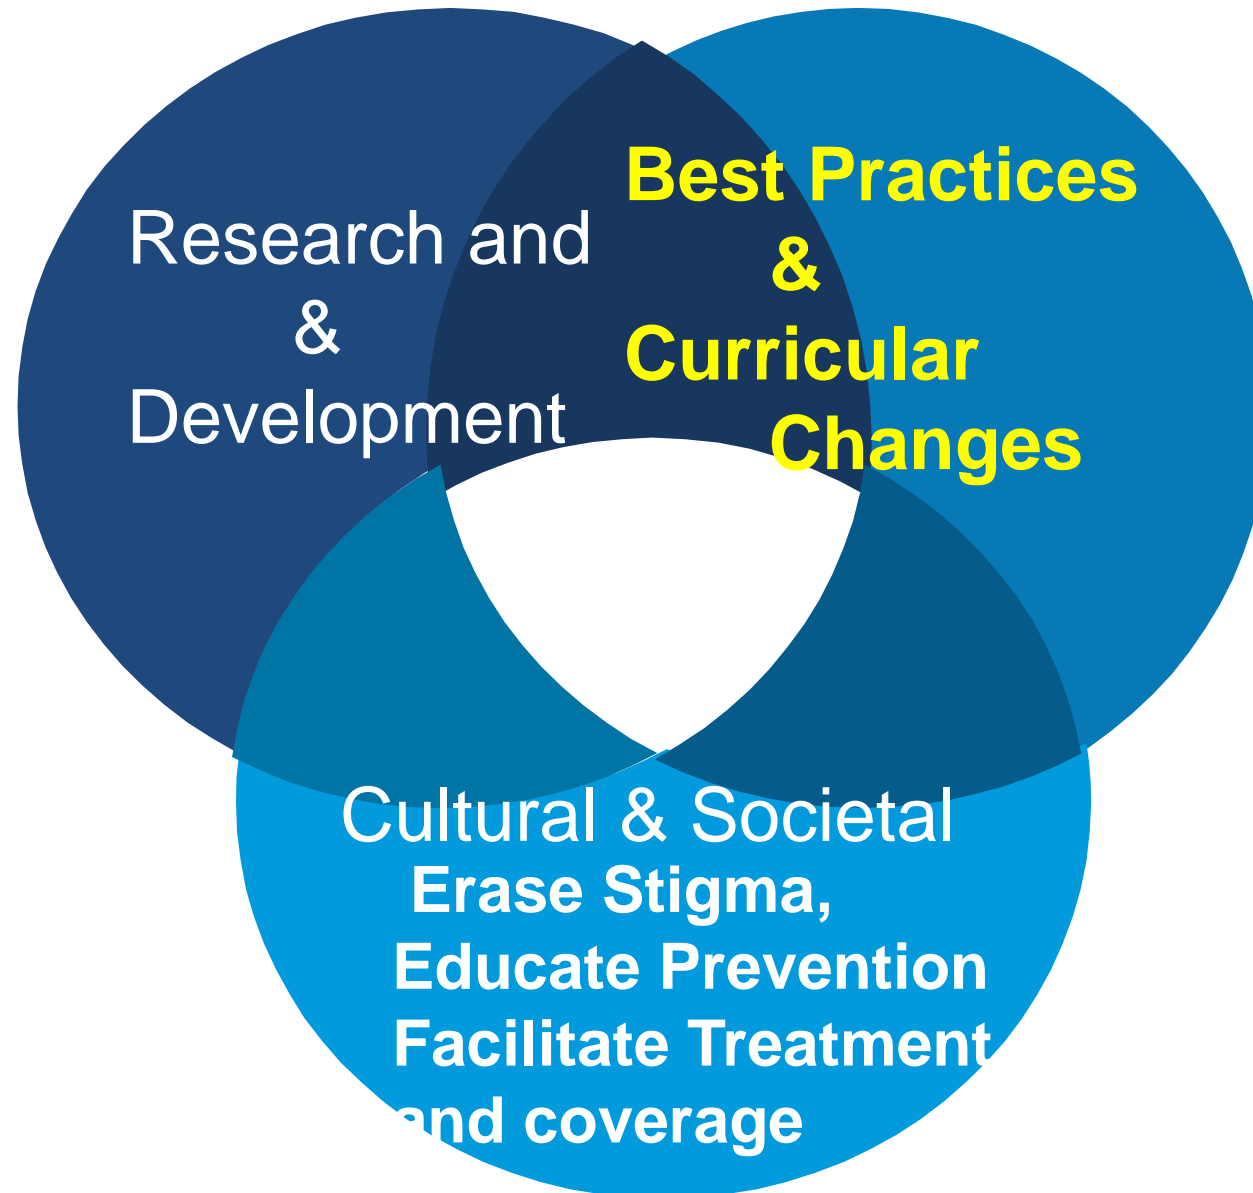 Research and
&
Development
Best Practices
&
Curricular
Changes
Cultural & Societal
Erase Stigma,
Educate Prevention
Facilitate Treatment
and coverage